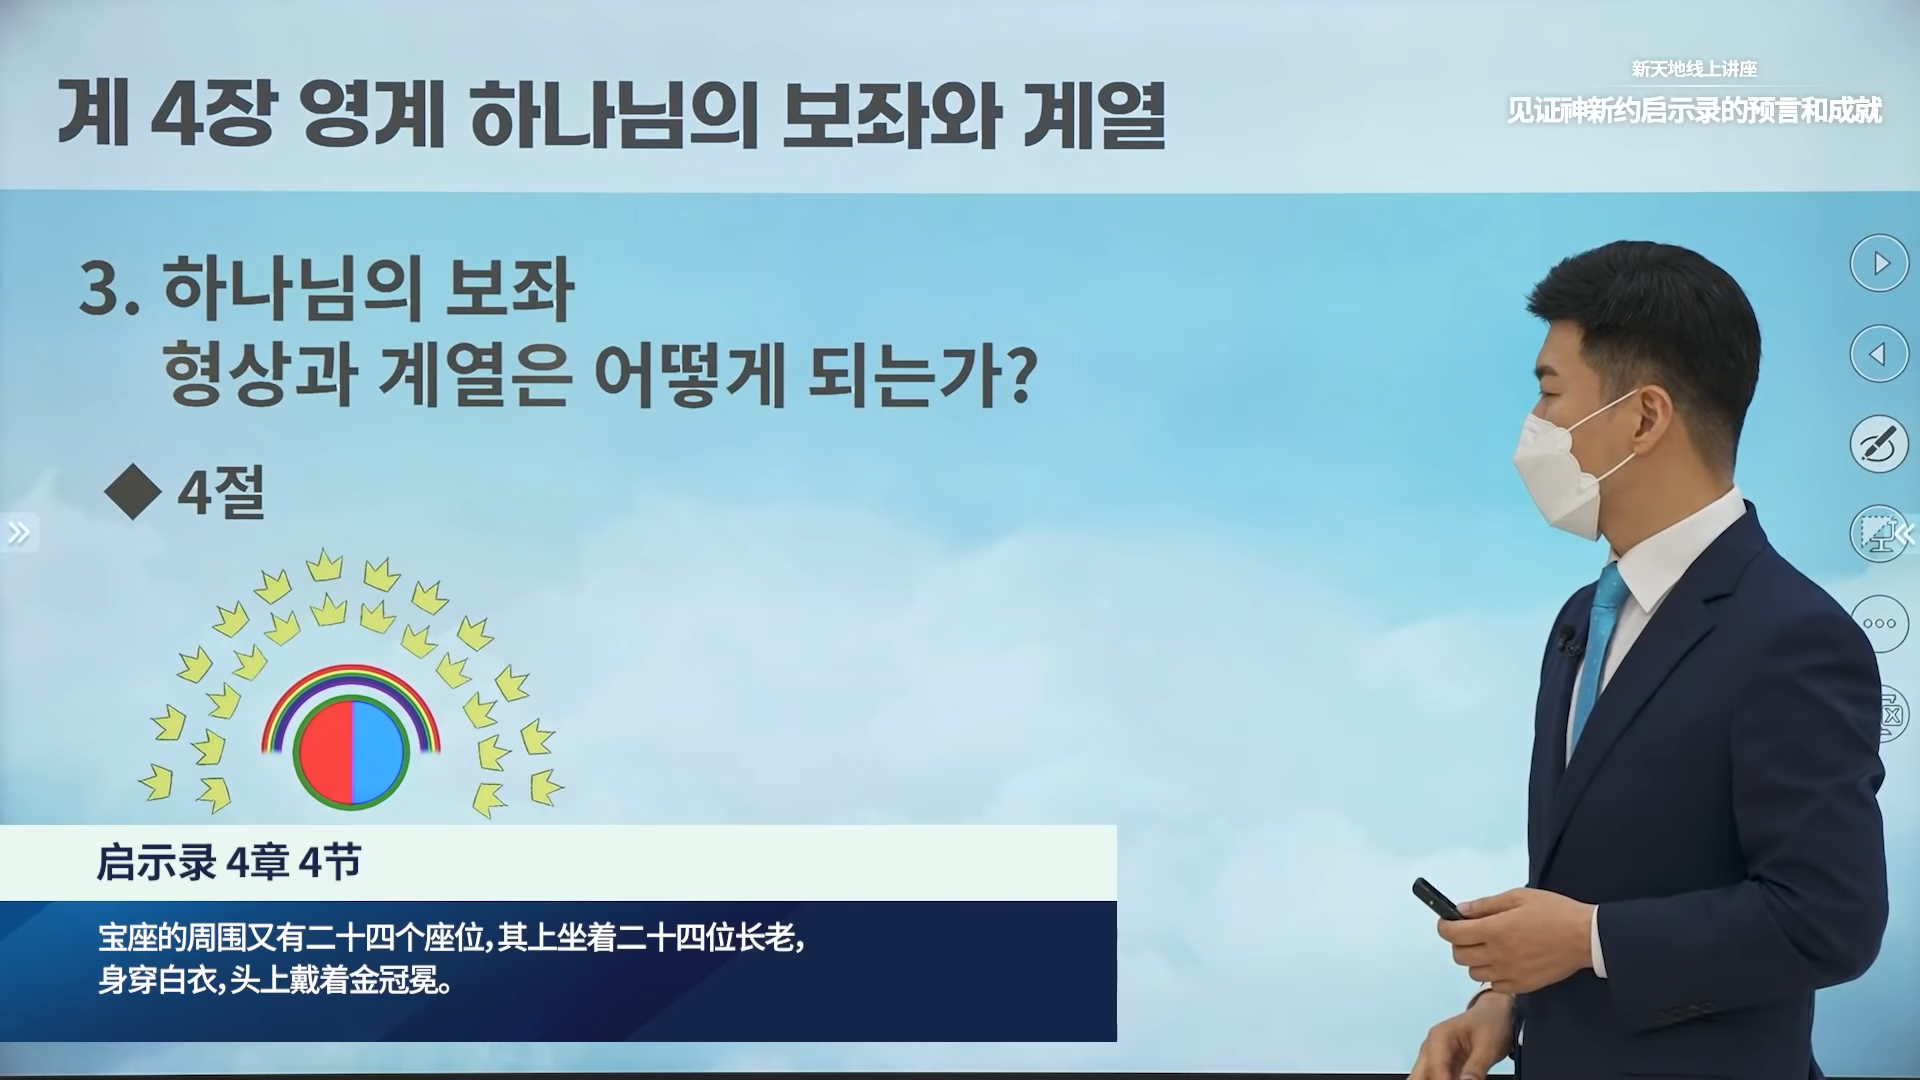 계 4장 영계 하나님의 보좌와 계열
新天地线上讲座
见证神新约启示录的预言和成就
3. 하나님의 보좌
형상과 계열은 어떻게 되는가?
◆ 4절
启示录 4章 4节
宝座的周围又有二十四个座位,其上坐着二十四位长老,
身穿白衣,头上戴着金冠冕。